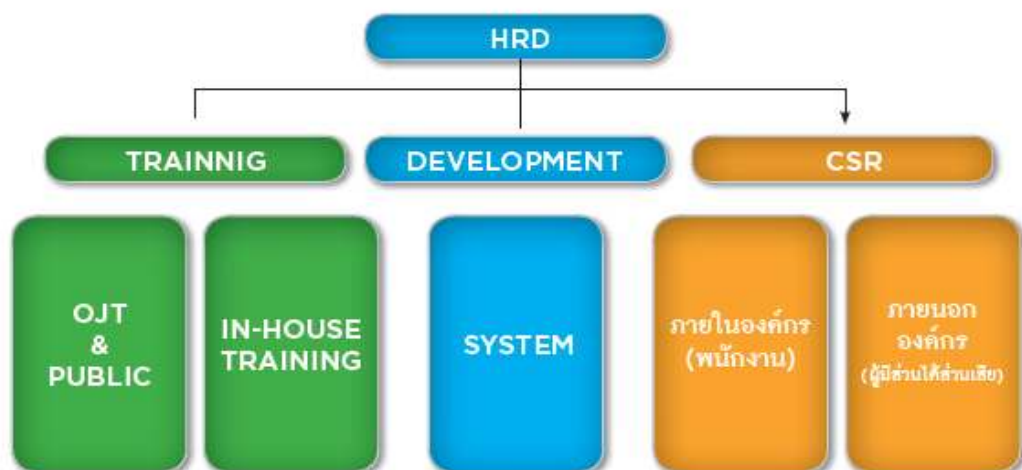 HRD
TRAINNIG
DEVELOPMENT
CSR
OJT
&
PUBLIC
IN-HOUSE
TRAINING
SYSTEM
ภายในองค์กร
(พนักงาน)
ภายนอก
องค์กร
(ผู้มีส่วนได้ส่วนเสีย)